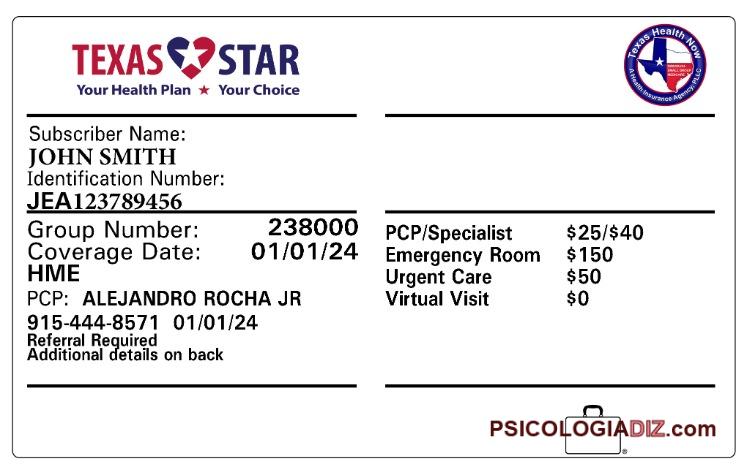 TEXAS STAR
Your Health Plan ★ Your Choice
Texas Health Now
A Health Insurance Agency, PLLC
Subscriber Name:
JOHN SMITH
Identification Number:
JEA123789456
Group Number: 238000
Coverage Date: 01/01/24
HME
PCP: ALEJANDRO ROCHA JR
915-444-8571 01/01/24
Referral Required
Additional details on back
PCP/Specialist $25/$40
Emergency Room $150
Urgent Care $50
Virtual Visit $0
PSICOLOGIADIZ.com
®